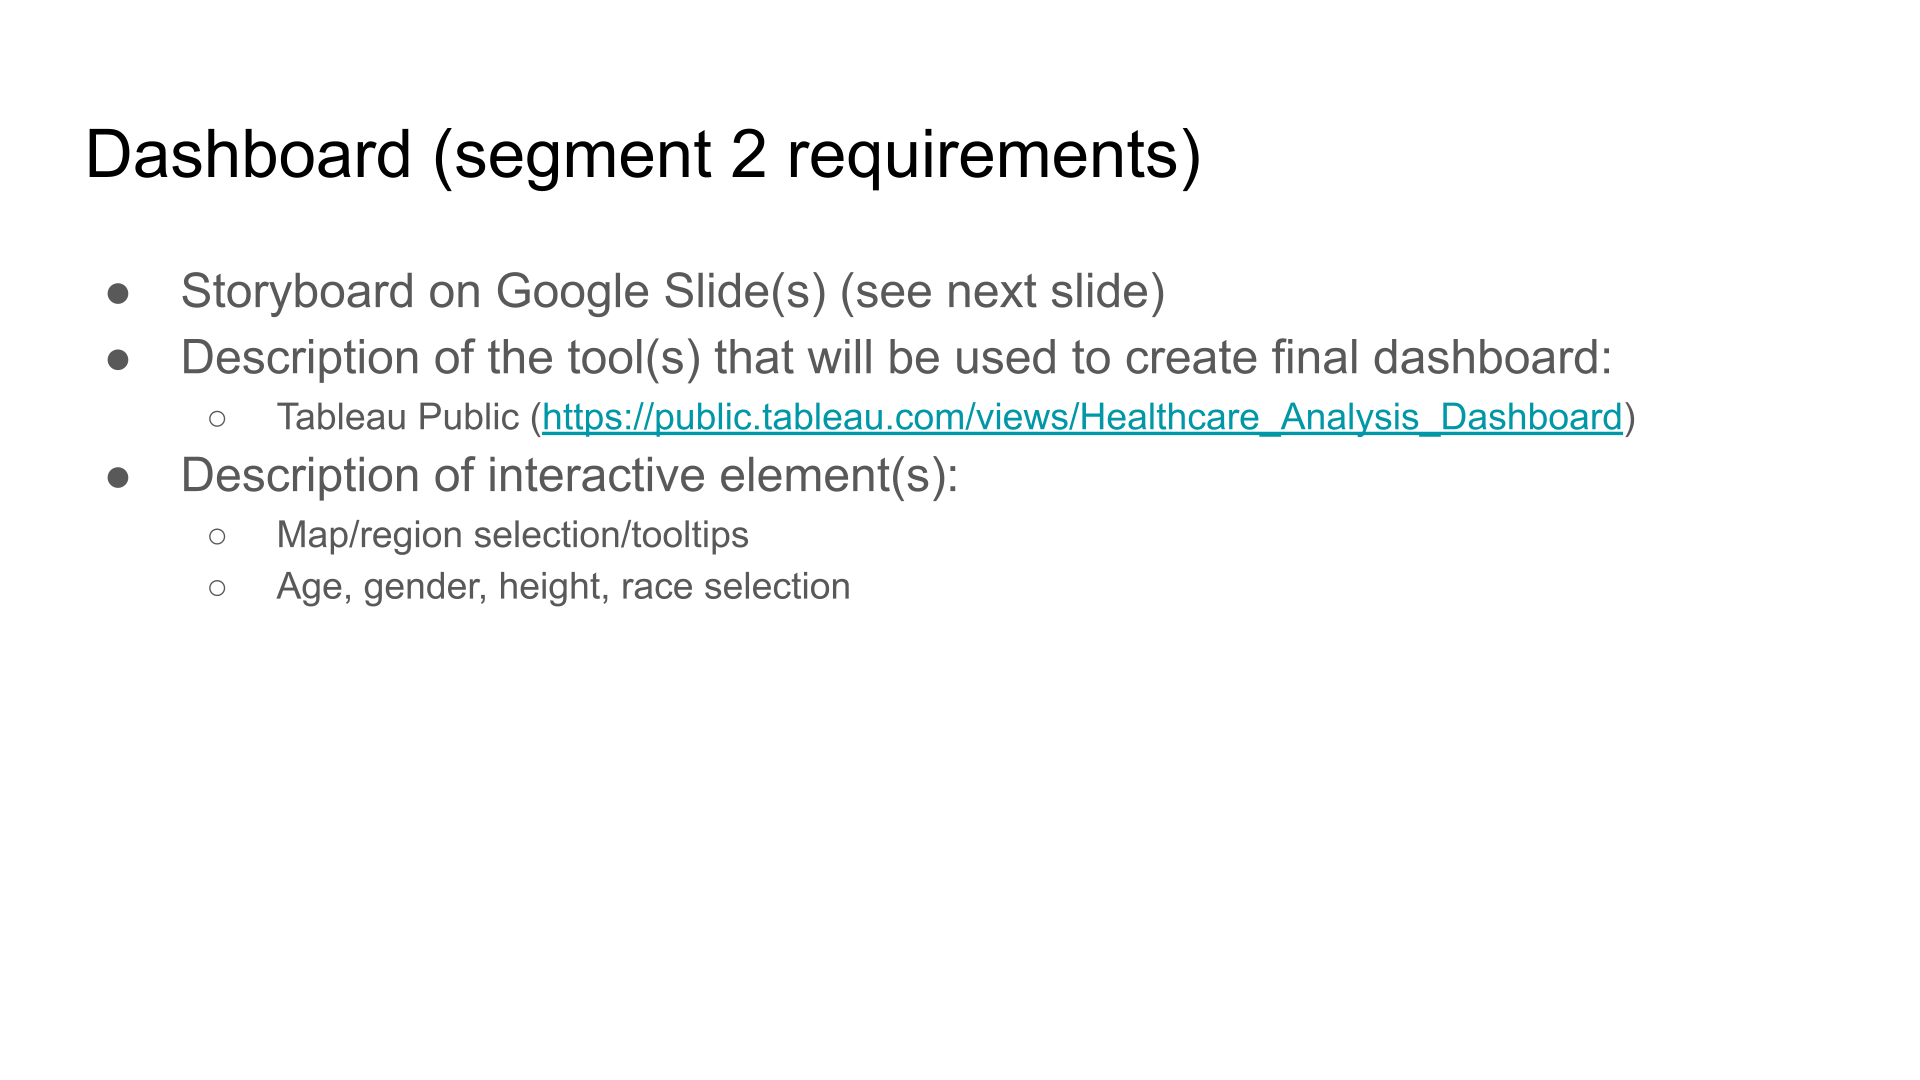 Dashboard (segment 2 requirements)
● Storyboard on Google Slide(s) (see next slide)
● Description of the tool(s) that will be used to create final dashboard:
○ Tableau Public (https://public.tableau.com/views/Healthcare_Analysis_Dashboard)
● Description of interactive element(s):
○ Map/region selection/tooltips
○ Age, gender, height, race selection